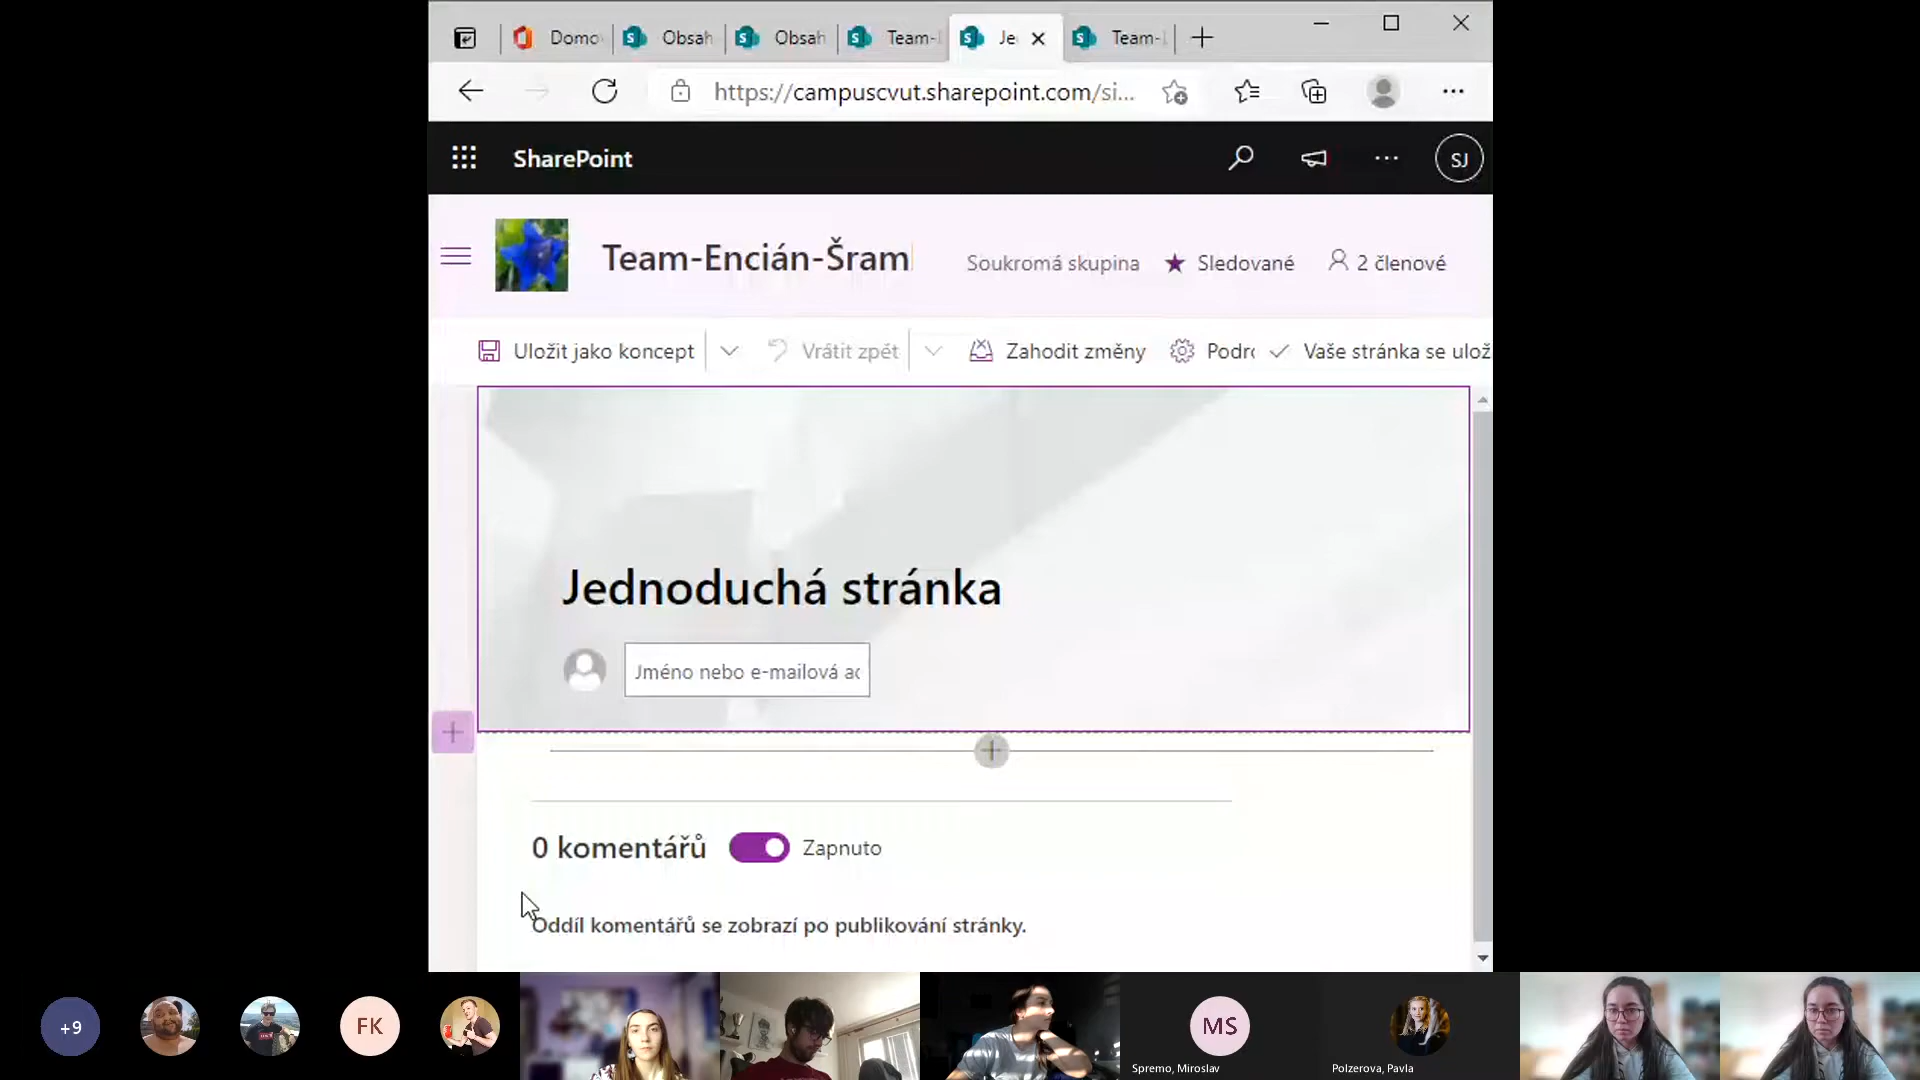 Domo
Obsah
Obsah
Team-
Je
Team-
https://campuscvut.sharepoint.com/si...
SharePoint
SJ
Team-Encián-Šram
Soukromá skupina
Sledované
2 členové
Uložit jako koncept
Vrátit zpět
Zahodit změny
Podro
Vaše stránka se ulož
Jednoduchá stránka
Jméno nebo e-mailová ad
0 komentářů
Zapnuto
Oddíl komentářů se zobrazí po publikování stránky.
+9
FK
MS
Spremo, Miroslav
Polzerova, Pavla